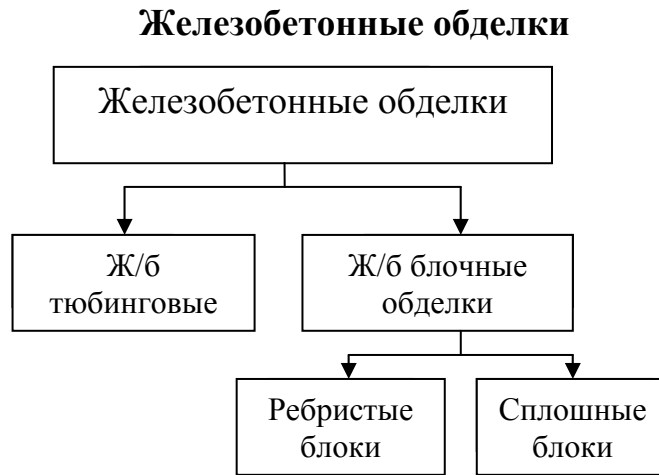 Железобетонные обделки
Железобетонные обделки
Ж/б
тюбинговые
Ж/б блочные
обделки
Ребристые
блоки
Сплошные
блоки